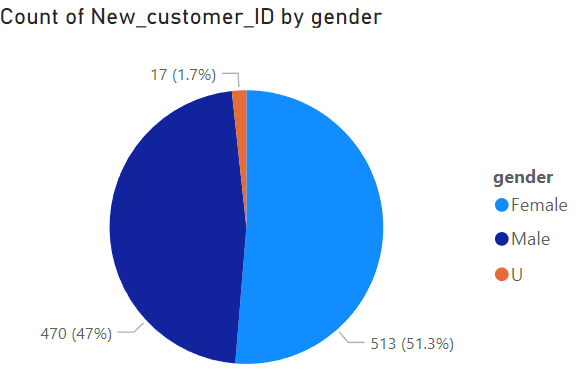 Count of New_customer_ID by gender
17 (1.7%)
gender
Female
Male
U
470 (47%)
513 (51.3%)